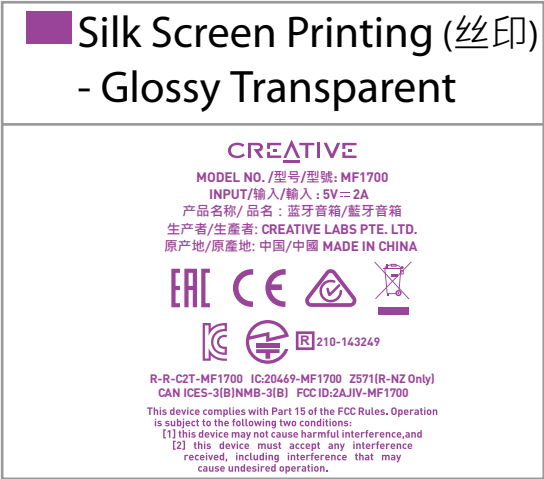 Silk Screen Printing (丝印)
- Glossy Transparent
CREATIVE
MODEL NO. /型号/型號: MF1700
INPUT/输入/輸入 : 5V⎓2A
产品名称/ 品名 : 蓝牙音箱/藍牙音箱
生产者/生產者: CREATIVE LABS PTE. LTD.
原产地/原產地: 中国/中國 MADE IN CHINA
EAC CE
KC R 210-143249
R-R-C2T-MF1700 IC:20469-MF1700 Z571(R-NZ Only)
CAN ICES-3(B)NMB-3(B) FCC ID:2AJIV-MF1700
This device complies with Part 15 of the FCC Rules. Operation
is subject to the following two conditions:
[1] this device may not cause harmful interference,and
[2] this device must accept any interference
received, including interference that may
cause undesired operation.